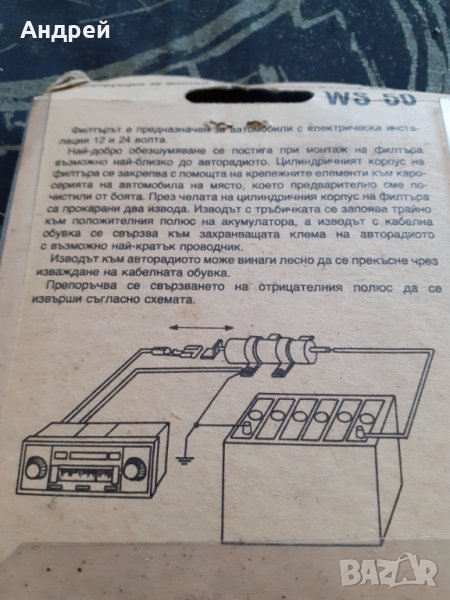 Андрей
WS 5D
Филтърът е предназначен за автомобили с електрическа инста-
лация 12 и 24 волта.
Най-добро обезшумяване се постига при монтаж на филтъра
възможно най-близко до авторадиото. Цилиндричният корпус на
филтъра се закрепва с помощта на крепежните елементи към каро-
серията на автомобила на място, което предварително сме по-
чистили от боята. През челата на цилиндричния корпус на филтъра
са прокарани два извода. Изводът с тръбичката се запоява трайно
към положителния полюс на акумулатора, а изводът с кабелна
обувка се свързва към захранващата клема на авторадиото
с възможно най-кратък проводник.
Изводът към авторадиото може винаги лесно да се прекъсне чрез
изваждане на кабелната обувка.
Препоръчва се свързването на отрицателния полюс да се
извърши съгласно схемата.
BAZAR.BG